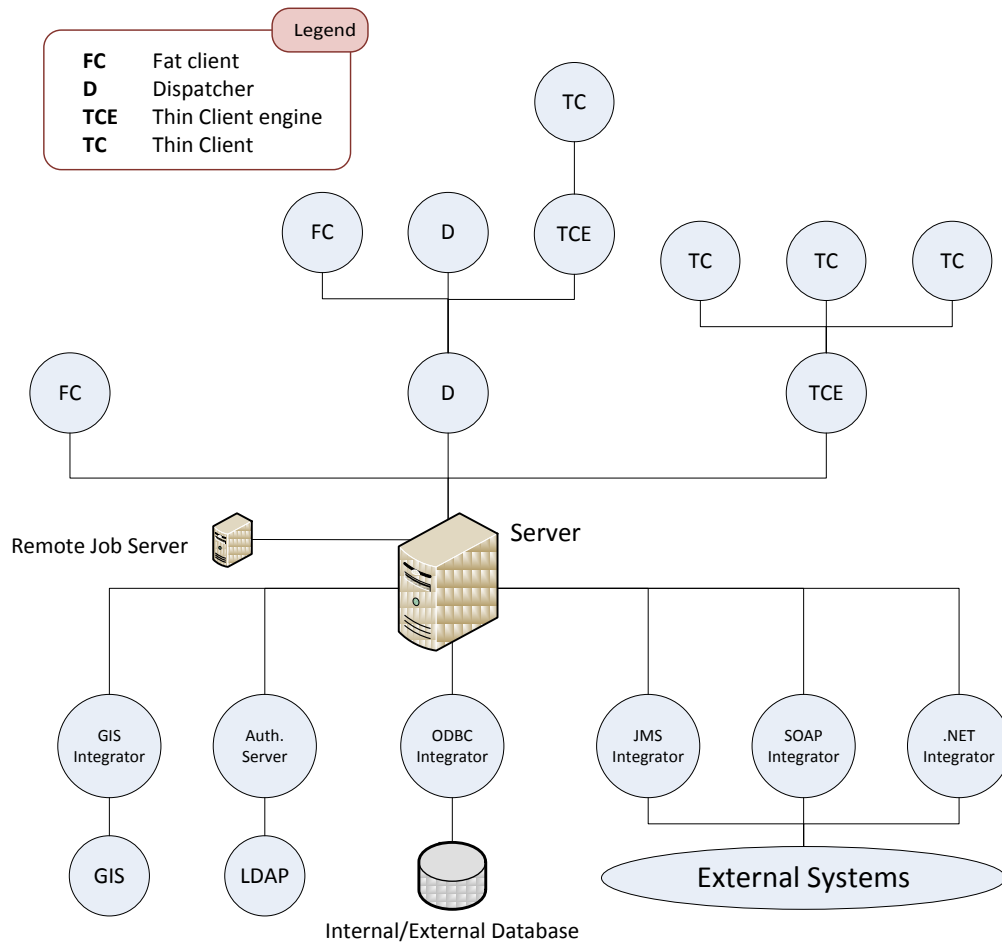 Legend
FC Fat client
D Dispatcher
TCE Thin Client engine
TC Thin Client
TC
FC
D
TCE
TC
TC
TC
FC
D
TCE
Server
Remote Job Server
GIS
Integrator
Auth.
Server
ODBC
Integrator
JMS
Integrator
SOAP
Integrator
.NET
Integrator
GIS
LDAP
External Systems
Internal/External Database